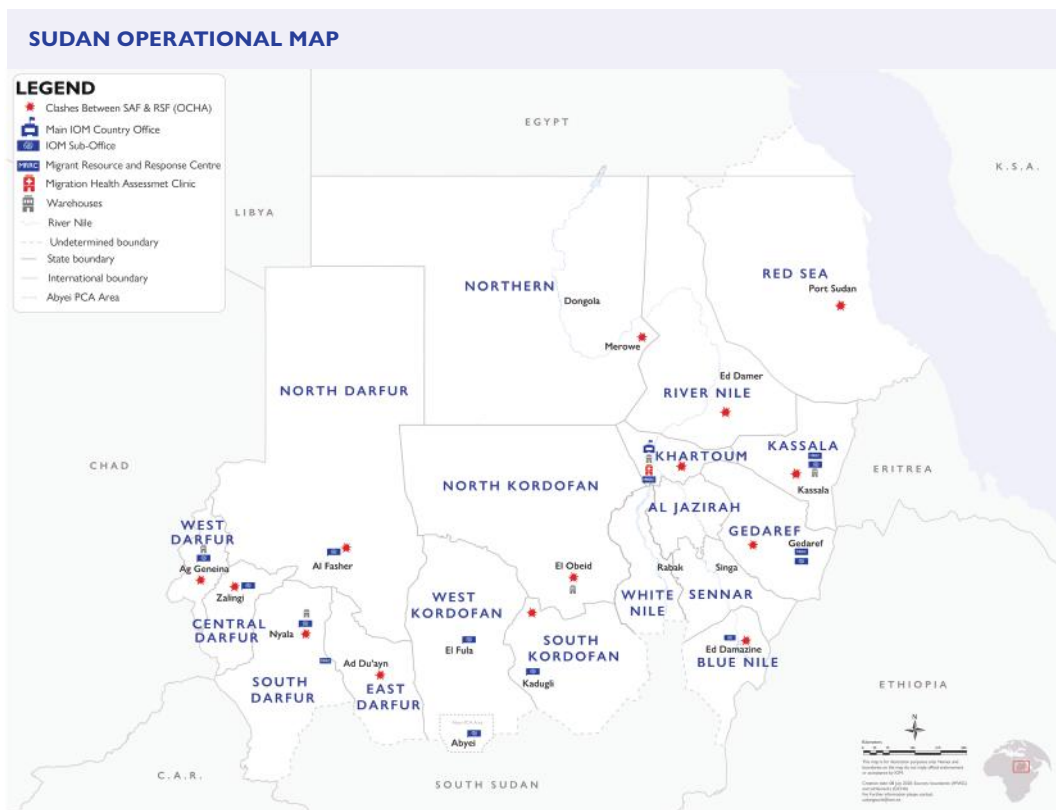 SUDAN OPERATIONAL MAP
LEGEND
Clashes Between SAF & RSF (OCHA)
Main IOM Country Office
IOM Sub-Office
MRRC Migrant Resource and Response Centre
Migration Health Assessmet Clinic
Warehouses
River Nile
Undetermined boundary
State boundary
International boundary
Abyei PCA Area
EGYPT
K.S.A.
LIBYA
RED SEA
Port Sudan
NORTHERN
Dongola
Merowe
Ed Damer
RIVER NILE
NORTH DARFUR
KASSALA
Kassala
KHARTOUM
CHAD
ERITREA
NORTH KORDOFAN
AL JAZIRAH
GEDAREF
Gedaref
WEST
DARFUR
Ag Geneina
Al Fasher
El Obeid
Rabak
Singa
Zalingi
WEST
KORDOFAN
WHITE
NILE
SENNAR
CENTRAL
DARFUR
Nyala
El Fula
SOUTH
KORDOFAN
Ed Damazine
BLUE NILE
Ad Du'ayn
Kadugli
SOUTH
DARFUR
EAST
DARFUR
ETHIOPIA
Abyei
N
C.A.R.
SOUTH SUDAN